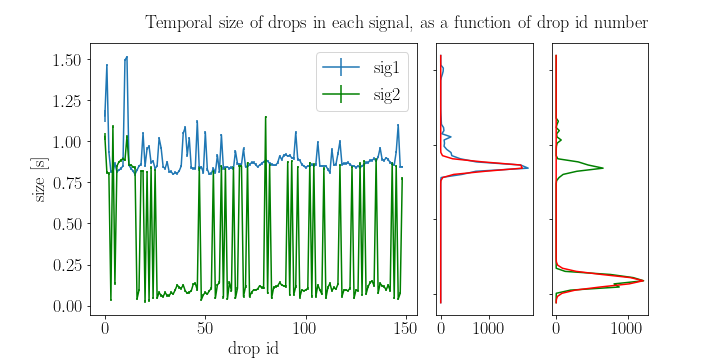 Temporal size of drops in each signal, as a function of drop id number
size [s]
1.50
1.25
1.00
0.75
0.50
0.25
0.00
sig1
sig2
0 50 100 150
drop id
0 1000
0 1000